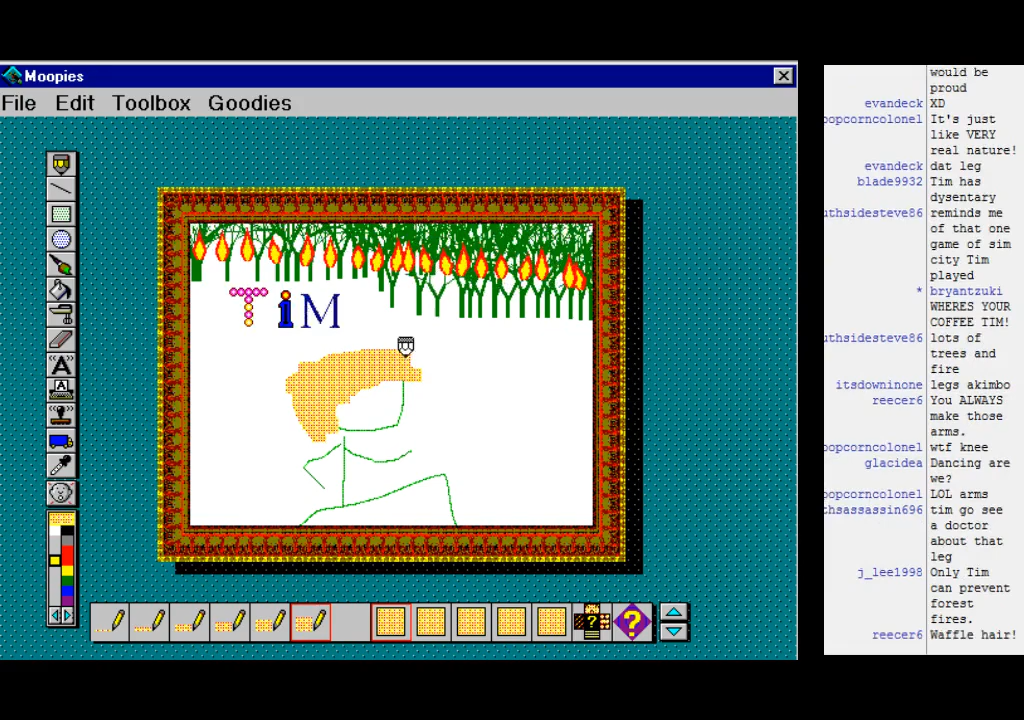 Moopies
File Edit Toolbox Goodies
TiM
would be
proud
evandeck XD
popcorncolonel It's just
like VERY
real nature!
evandeck dat leg
blade9932 Tim has
dysentary
uthsidesteve86 reminds me
of that one
game of sim
city Tim
played
* bryantzuki
WHERES YOUR
COFFEE TIM!
uthsidesteve86 lots of
trees and
fire
itsdowninone legs akimbo
reecer6 You ALWAYS
make those
arms.
popcorncolonel wtf knee
glacidea Dancing are
we?
popcorncolonel LOL arms
thsassassin696 tim go see
a doctor
about that
leg
j_lee1998 Only Tim
can prevent
forest
fires.
reecer6 Waffle hair!
"A"
A
?
?